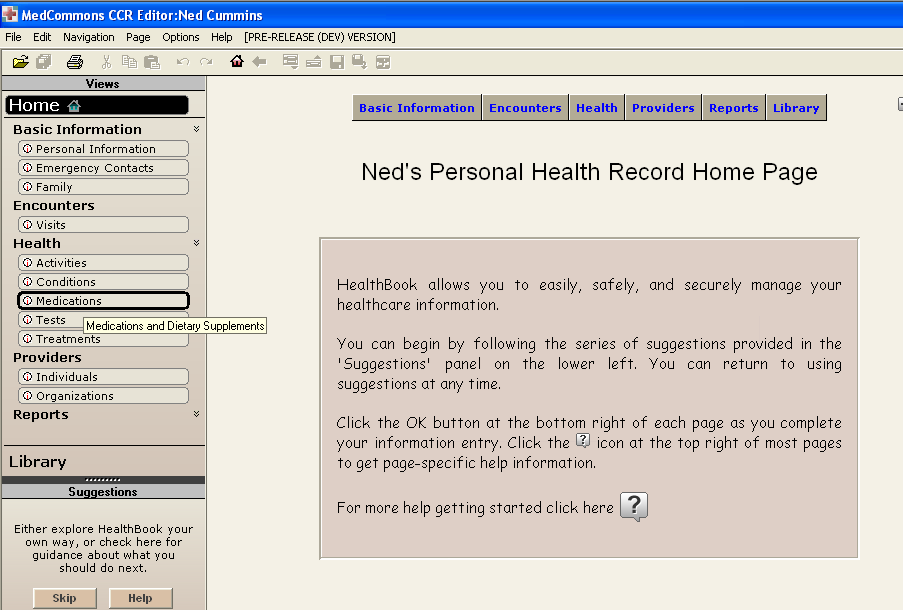 MedCommons CCR Editor:Ned Cummins
File Edit Navigation Page Options Help [PRE-RELEASE (DEV) VERSION]
Views
Home
Basic Information
Personal Information
Emergency Contacts
Family
Encounters
Visits
Health
Activities
Conditions
Medications
Tests
Medications and Dietary Supplements
Treatments
Providers
Individuals
Organizations
Reports
Library
Suggestions
Either explore HealthBook your
own way, or check here for
guidance about what you
should do next.
Skip Help
Basic Information Encounters Health Providers Reports Library
Ned's Personal Health Record Home Page
HealthBook allows you to easily, safely, and securely manage your
healthcare information.
You can begin by following the series of suggestions provided in the
'Suggestions' panel on the lower left. You can return to using
suggestions at any time.
Click the OK button at the bottom right of each page as you complete
your information entry. Click the ? icon at the top right of most pages
to get page-specific help information.
For more help getting started click here ?